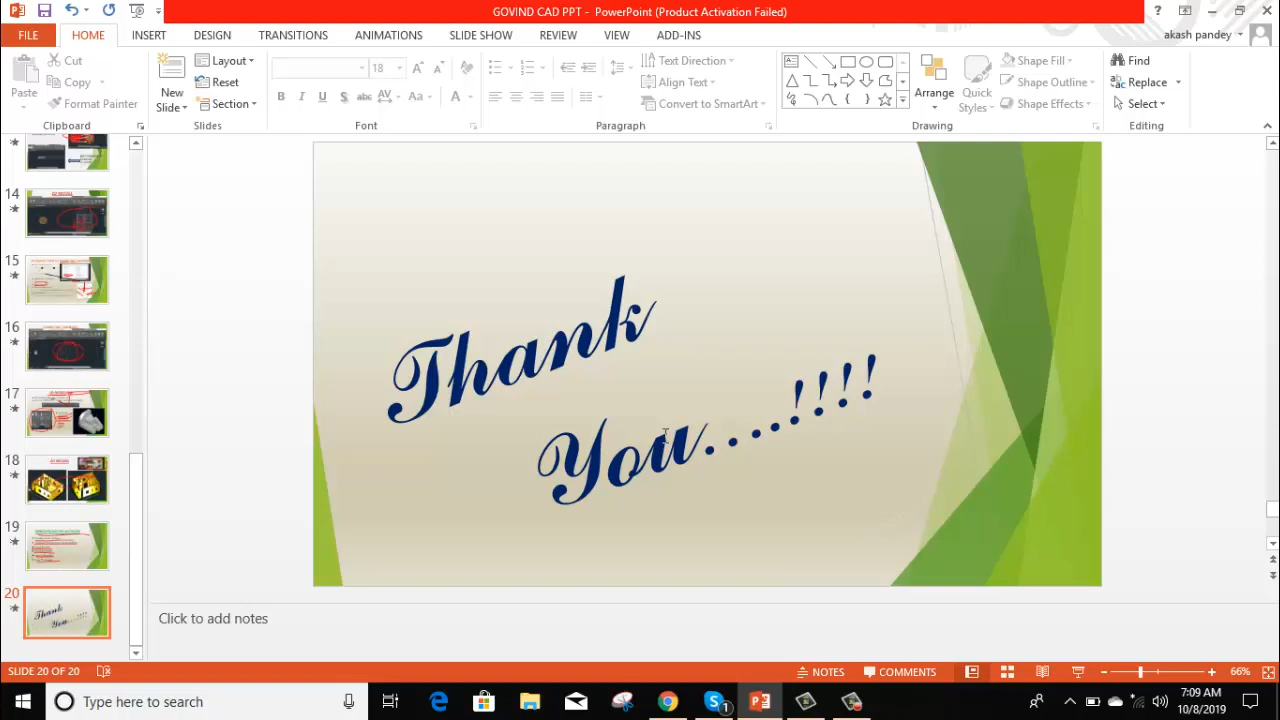 GOVIND CAD PPT - PowerPoint (Product Activation Failed)
FILE HOME INSERT DESIGN TRANSITIONS ANIMATIONS SLIDE SHOW REVIEW VIEW ADD-INS akash pandey
Paste
Cut
Copy
Format Painter
Clipboard
New
Slide
Layout
Reset
Section
Slides
18
Font
Text Direction
Align Text
Convert to SmartArt
Paragraph
Arrange
Quick
Styles
Shape Fill
Shape Outline
Shape Effects
Drawing
Find
Replace
Select
Editing
14
15
16
17
18
19
20
Thank
You....!!!!
Thank
You....!!!!
Click to add notes
SLIDE 20 OF 20 NOTES COMMENTS 66%
Type here to search
1
7:09 AM
10/8/2019